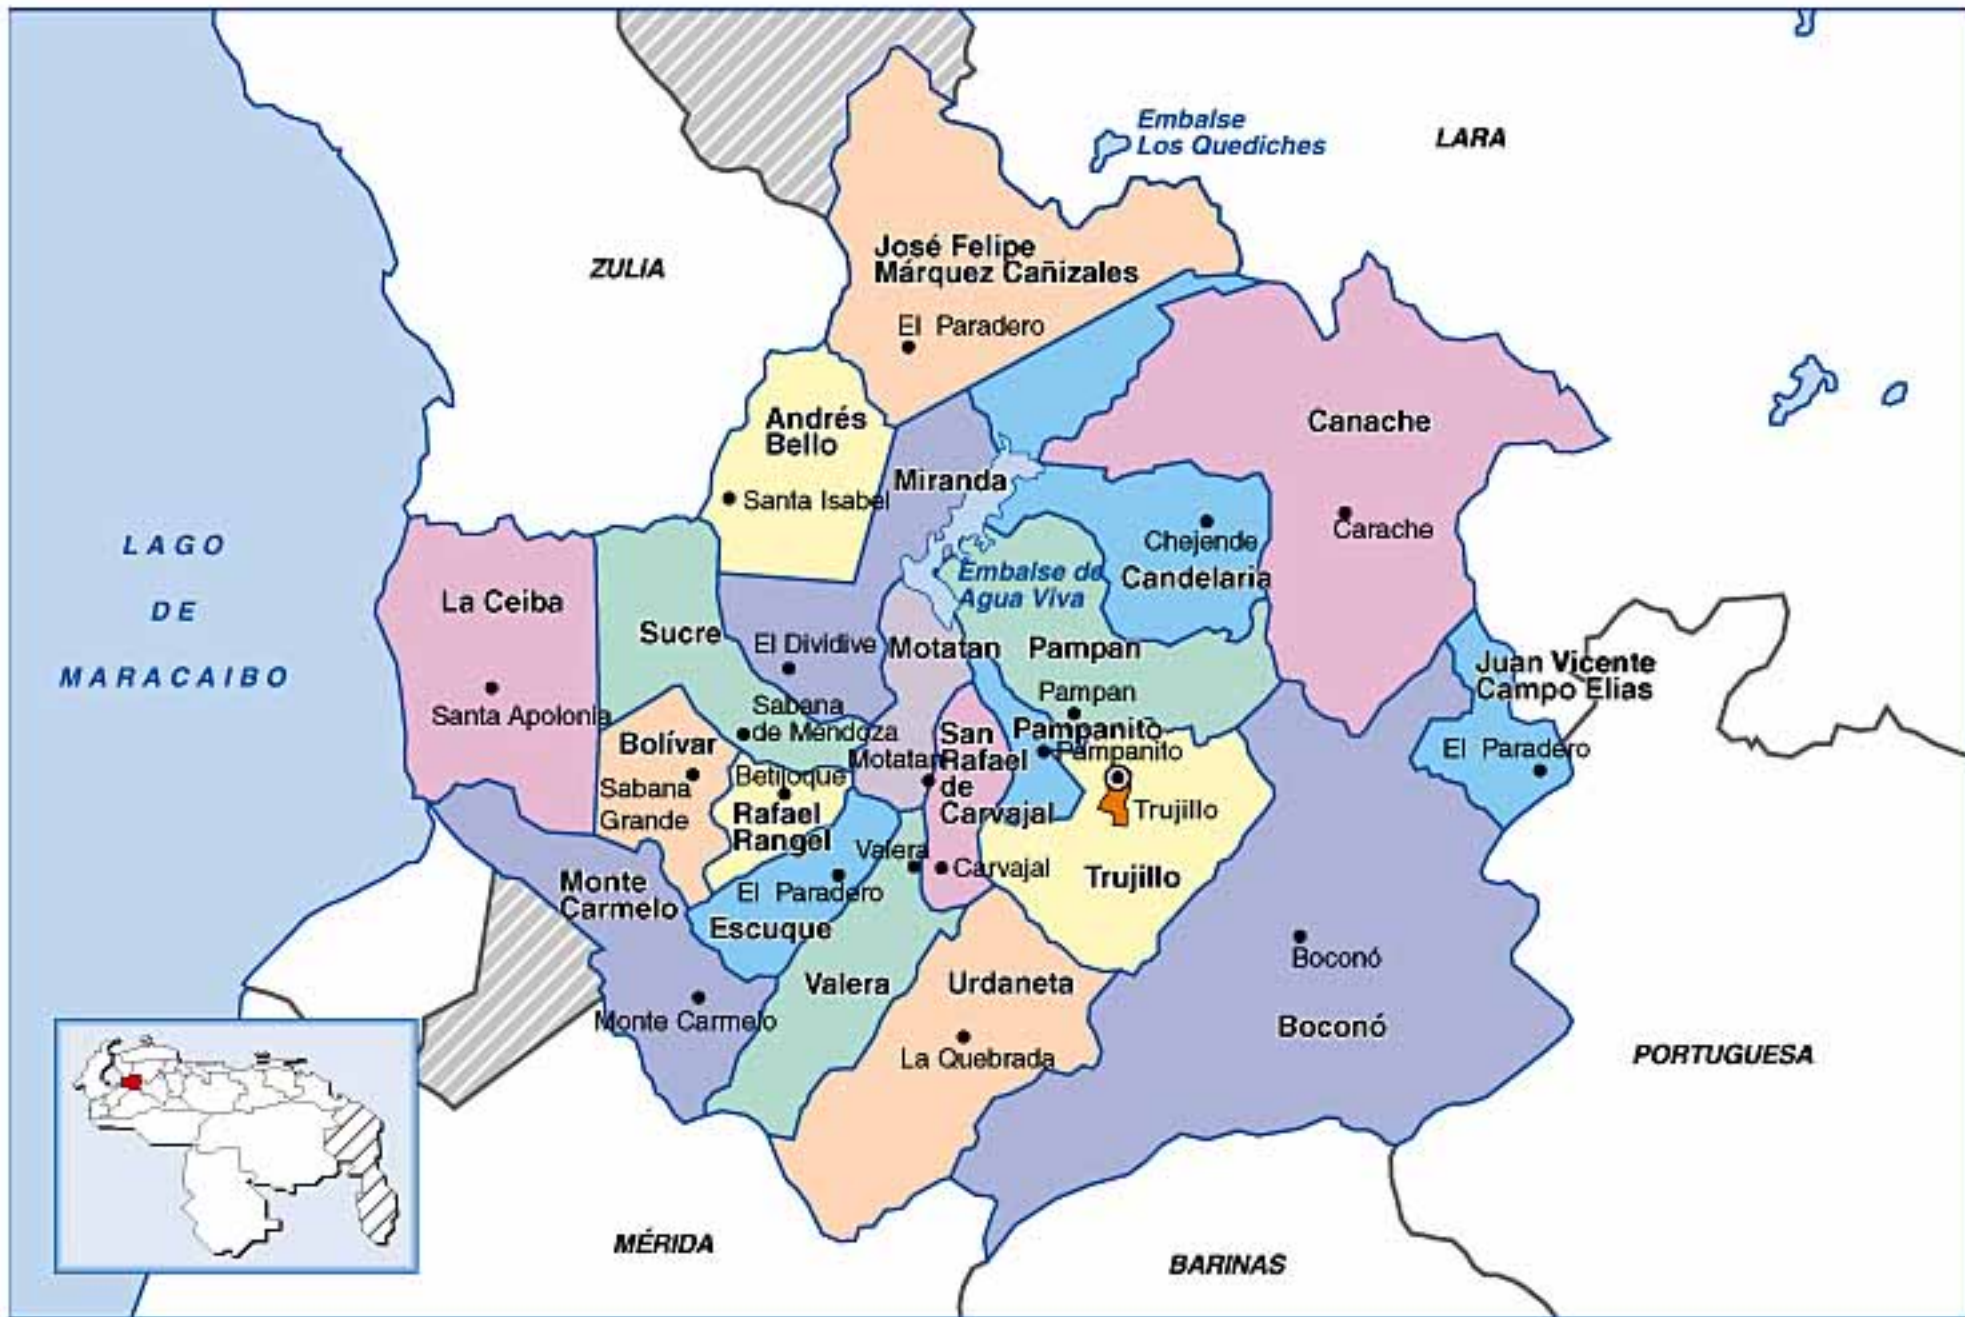 Embalse
Los Quediches
LARA
ZULIA
José Felipe
Márquez Cañizales
El Paradero
Andrés
Bello
Santa Isabel
Canache
Miranda
Carache
Chejende
Candelaria
LAGO
DE
MARACAIBO
Embalse de
Agua Viva
La Ceiba
Santa Apolonia
Sucre
El Dividive
Motatan
Pampan
Pampan
Juan Vicente
Campo Elias
El Paradero
Sabana
de Mendoza
Bolívar
Sabana
Grande
Betijoque
Rafael
Rangel
Motatan
San
Rafael
de
Carvajal
Pampanito
Pampanito
Trujillo
Trujillo
Valera
Carvajal
Monte
Carmelo
El Paradero
Escuque
Valera
Urdaneta
Boconó
Boconó
Monte Carmelo
La Quebrada
PORTUGUESA
MÉRIDA
BARINAS